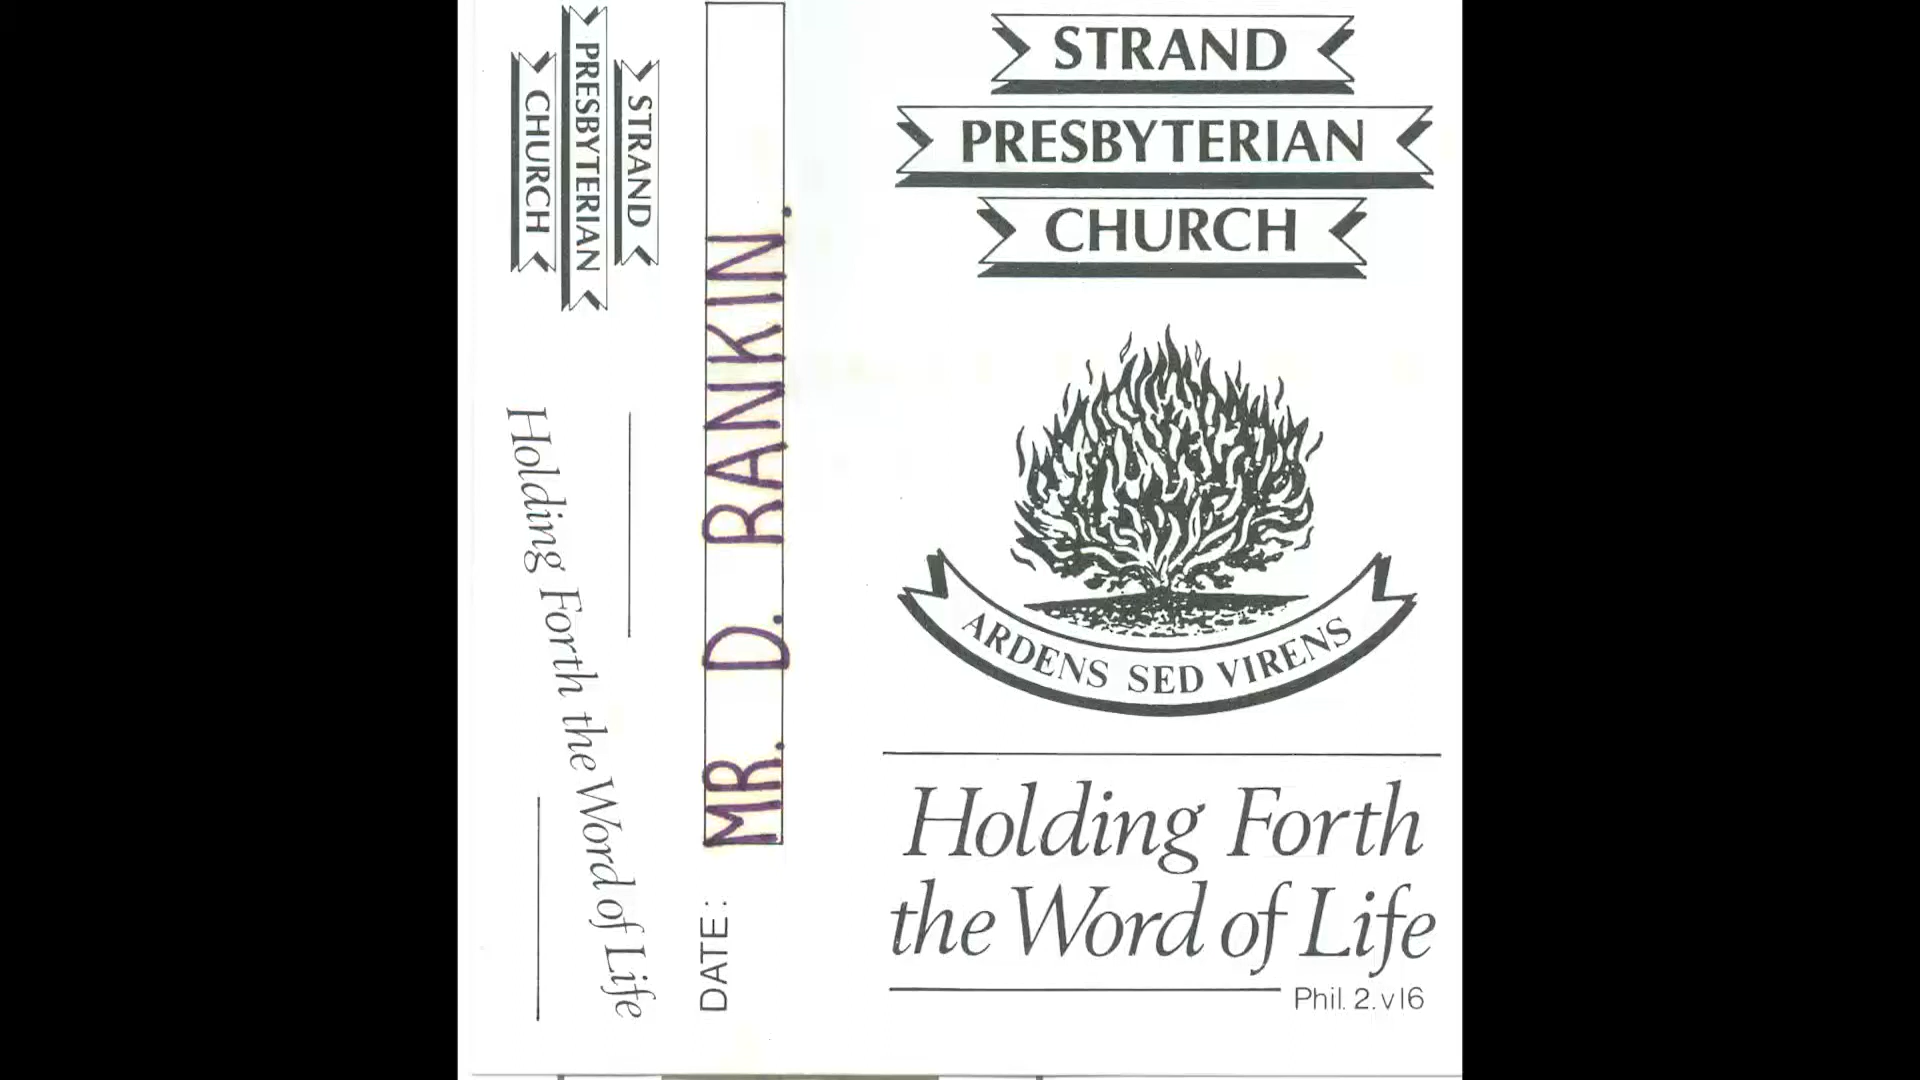 STRAND
PRESBYTERIAN
CHURCH
Holding Forth the Word of Life
DATE:
MR. D. RANKIN.
STRAND
PRESBYTERIAN
CHURCH
ARDENS SED VIRENS
Holding Forth
the Word of Life
Phil. 2. v16